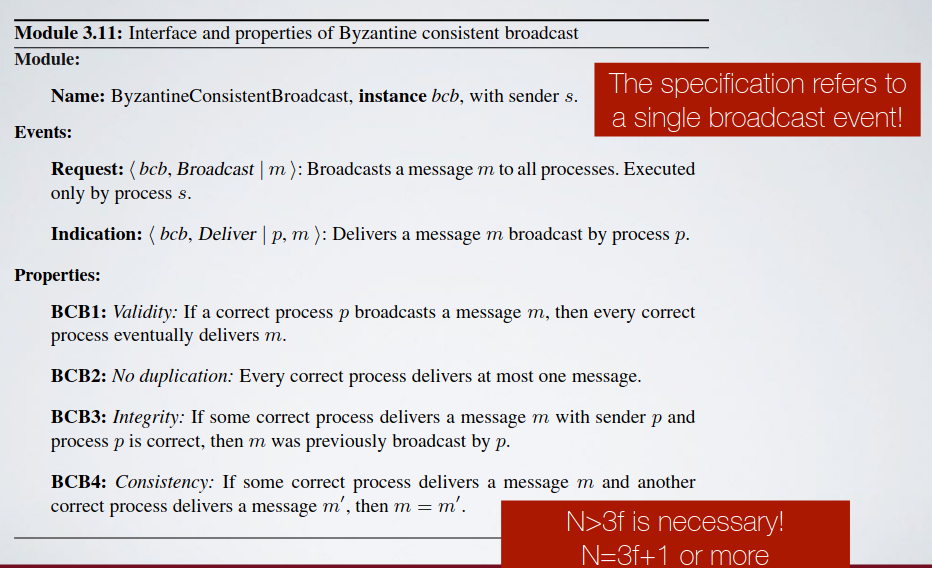 Module 3.11: Interface and properties of Byzantine consistent broadcast
Module:
Name: ByzantineConsistentBroadcast, instance bcb, with sender s.
The specification refers to
a single broadcast event!
Events:
Request: ⟨ bcb, Broadcast | m ⟩: Broadcasts a message m to all processes. Executed
only by process s.
Indication: ⟨ bcb, Deliver | p, m ⟩: Delivers a message m broadcast by process p.
Properties:
BCB1: Validity: If a correct process p broadcasts a message m, then every correct
process eventually delivers m.
BCB2: No duplication: Every correct process delivers at most one message.
BCB3: Integrity: If some correct process delivers a message m with sender p and
process p is correct, then m was previously broadcast by p.
BCB4: Consistency: If some correct process delivers a message m and another
correct process delivers a message m′, then m = m′.
N>3f is necessary!
N=3f+1 or more